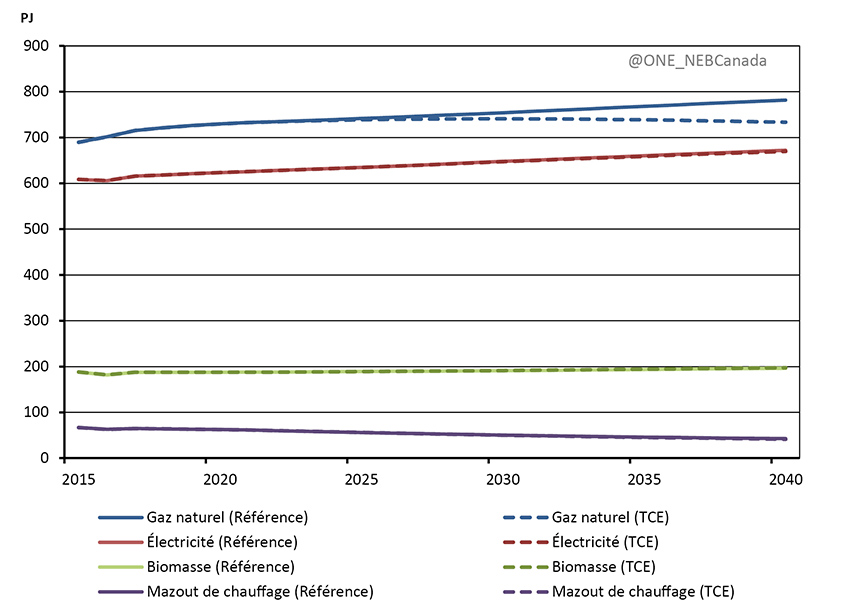 PJ
@ONE_NEBCanada
900
800
700
600
500
400
300
200
100
0
2015 2020 2025 2030 2035 2040
Gaz naturel (Référence) Gaz naturel (TCE)
Électricité (Référence) Électricité (TCE)
Biomasse (Référence) Biomasse (TCE)
Mazout de chauffage (Référence) Mazout de chauffage (TCE)